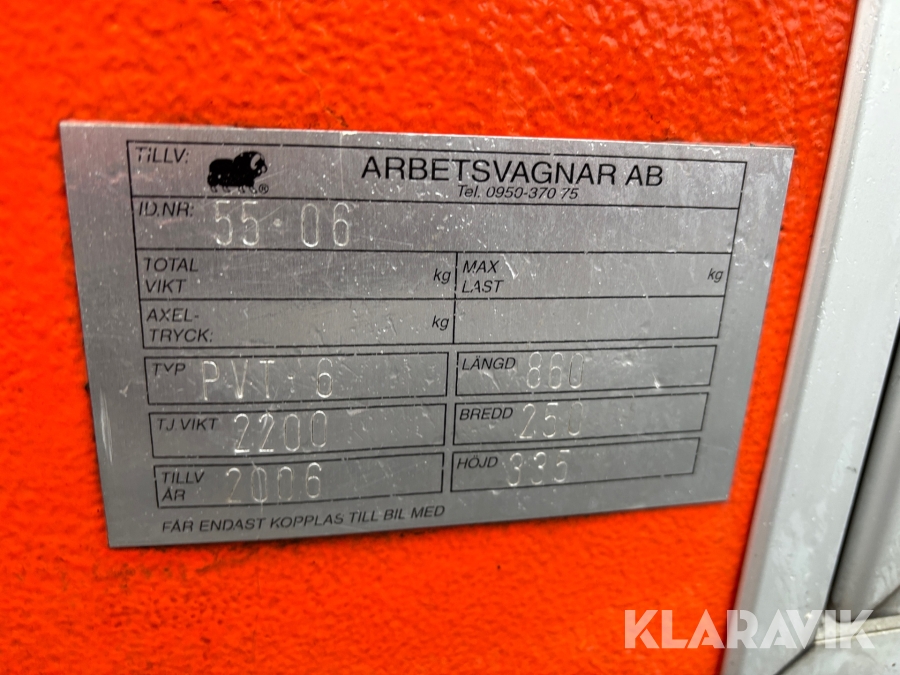 TILLV: ® ARBETSVAGNAR AB
Tel. 0950-370 75
ID.NR: 55-06
TOTAL VIKT kg MAX LAST kg
AXEL-TRYCK: kg
TYP PVT-6 LÄNGD 860
TJ.VIKT 2200 BREDD 250
TILLV ÅR 2006 HÖJD 335
FÅR ENDAST KOPPLAS TILL BIL MED
KLARAVIK